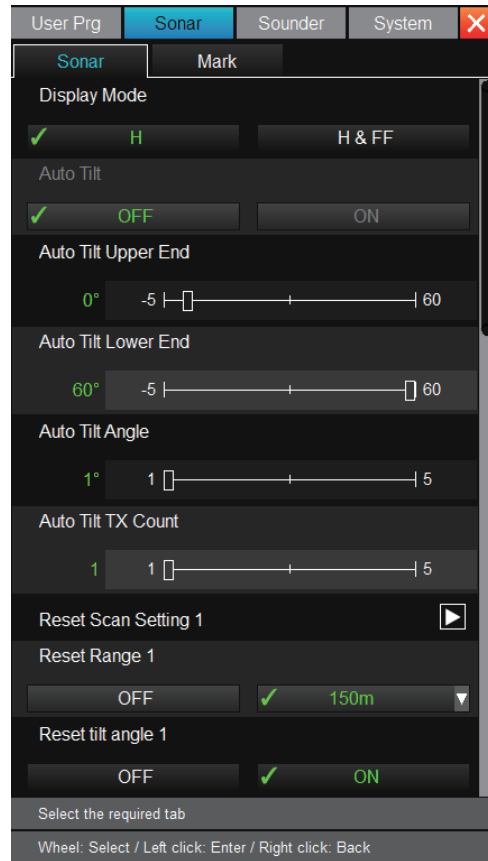 User Prg Sonar Sounder System
Sonar Mark
Display Mode
✓ H H & FF
Auto Tilt
✓ OFF ON
Auto Tilt Upper End
0° -5 60
Auto Tilt Lower End
60° -5 60
Auto Tilt Angle
1° 1 5
Auto Tilt TX Count
1 1 5
Reset Scan Setting 1
Reset Range 1
OFF ✓ 150m
Reset tilt angle 1
OFF ✓ ON
Select the required tab
Wheel: Select / Left click: Enter / Right click: Back